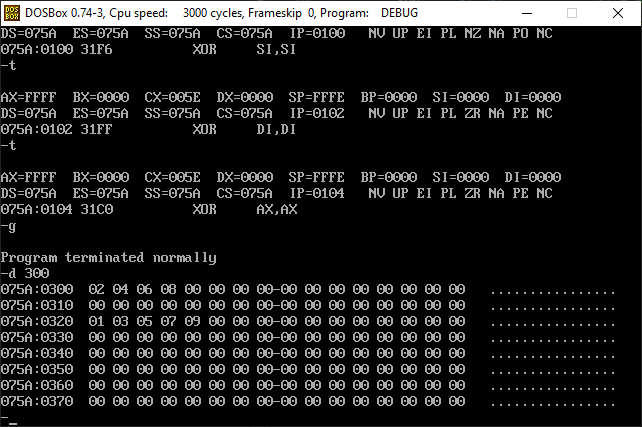 DOSBox 0.74-3, Cpu speed:    3000 cycles, Frameskip  0, Program:    DEBUG
DOS
BOX
DS=075A  ES=075A  SS=075A  CS=075A  IP=0100   NV UP EI PL NZ NA PO NC
075A:0100 31F6          XOR     SI,SI
-t
AX=FFFF  BX=0000  CX=005E  DX=0000  SP=FFFE  BP=0000  SI=0000  DI=0000
DS=075A  ES=075A  SS=075A  CS=075A  IP=0102   NV UP EI PL ZR NA PE NC
075A:0102 31FF          XOR     DI,DI
-t
AX=FFFF  BX=0000  CX=005E  DX=0000  SP=FFFE  BP=0000  SI=0000  DI=0000
DS=075A  ES=075A  SS=075A  CS=075A  IP=0104   NV UP EI PL ZR NA PE NC
075A:0104 31C0          XOR     AX,AX
-g
Program terminated normally
-d 300
075A:0300  02 04 06 08 00 00 00 00-00 00 00 00 00 00 00 00   ................
075A:0310  00 00 00 00 00 00 00 00-00 00 00 00 00 00 00 00   ................
075A:0320  01 03 05 07 09 00 00 00-00 00 00 00 00 00 00 00   ................
075A:0330  00 00 00 00 00 00 00 00-00 00 00 00 00 00 00 00   ................
075A:0340  00 00 00 00 00 00 00 00-00 00 00 00 00 00 00 00   ................
075A:0350  00 00 00 00 00 00 00 00-00 00 00 00 00 00 00 00   ................
075A:0360  00 00 00 00 00 00 00 00-00 00 00 00 00 00 00 00   ................
075A:0370  00 00 00 00 00 00 00 00-00 00 00 00 00 00 00 00   ................
-_